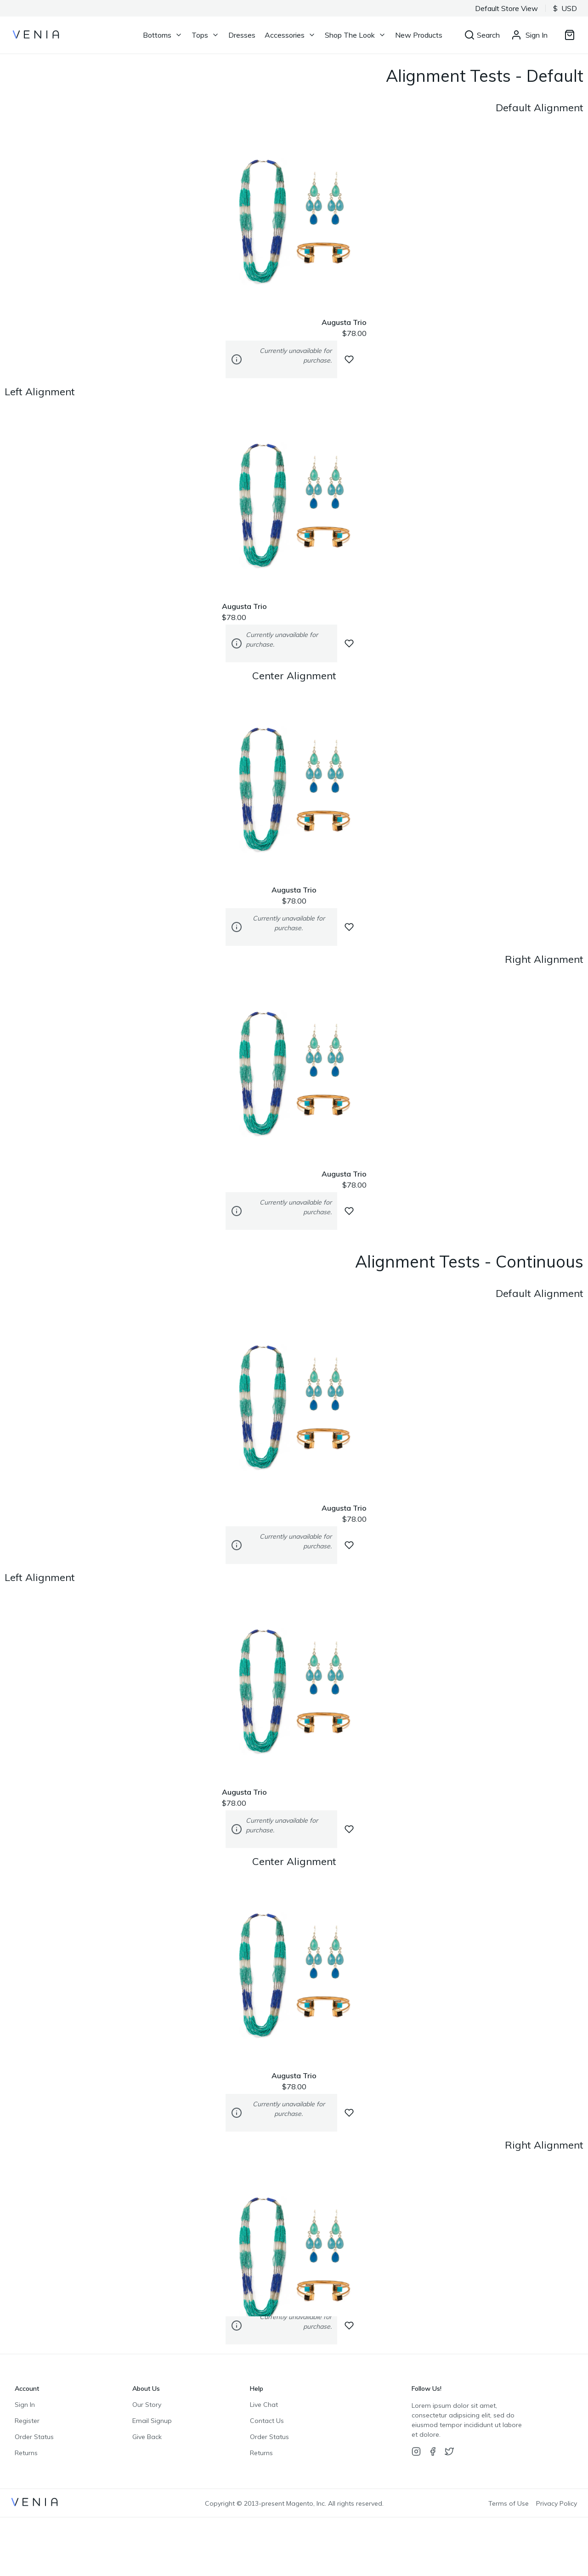 Default Store View $ USD
VENIA Bottoms Tops Dresses Accessories Shop The Look New Products Search Sign In
Alignment Tests - Default
Default Alignment
Augusta Trio
$78.00
Currently unavailable for
purchase.
Left Alignment
Augusta Trio
$78.00
Currently unavailable for
purchase.
Center Alignment
Augusta Trio
$78.00
Currently unavailable for
purchase.
Right Alignment
Augusta Trio
$78.00
Currently unavailable for
purchase.
Alignment Tests - Continuous
Default Alignment
Augusta Trio
$78.00
Currently unavailable for
purchase.
Left Alignment
Augusta Trio
$78.00
Currently unavailable for
purchase.
Center Alignment
Augusta Trio
$78.00
Currently unavailable for
purchase.
Right Alignment
Currently unavailable for
purchase.
Account
Sign In
Register
Order Status
Returns
About Us
Our Story
Email Signup
Give Back
Help
Live Chat
Contact Us
Order Status
Returns
Follow Us!
Lorem ipsum dolor sit amet,
consectetur adipsicing elit, sed do
eiusmod tempor incididunt ut labore
et dolore
VENIA Copyright © 2013-present Magento, Inc. All rights reserved. Terms of Use Privacy Policy